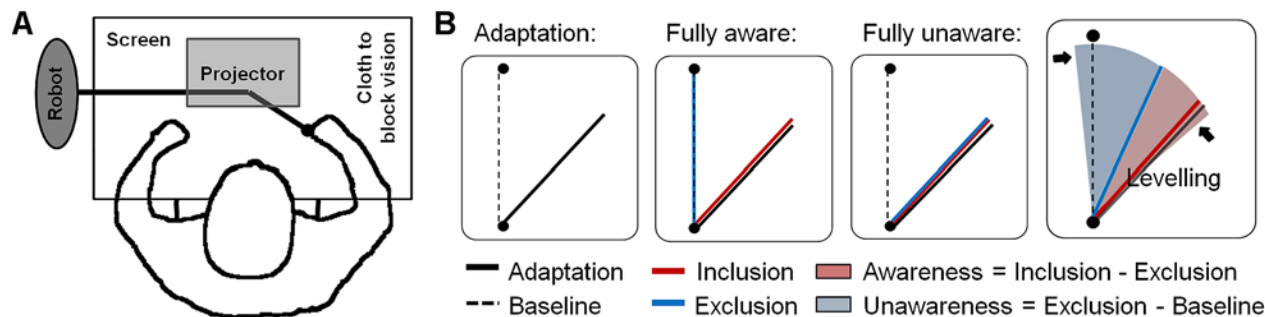 A
Screen
Projector
Robot
Cloth to
block vision
B
Adaptation:
Fully aware:
Fully unaware:
Levelling
Adaptation
Inclusion
Awareness = Inclusion - Exclusion
Baseline
Exclusion
Unawareness = Exclusion - Baseline